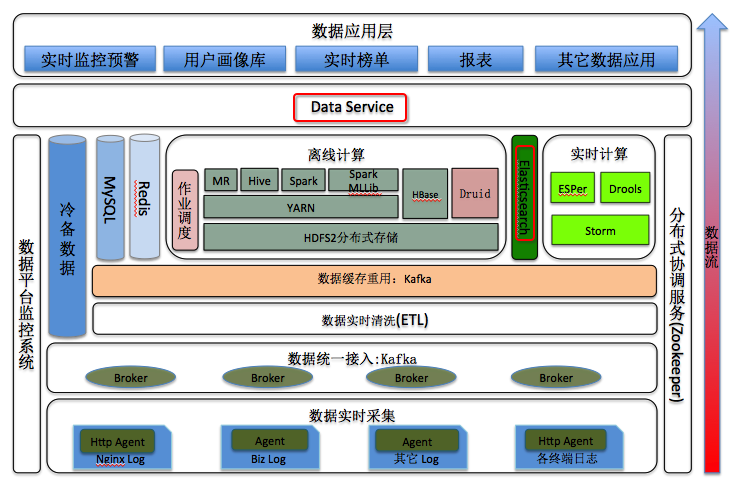 数据应用层
实时监控预警
用户画像库
实时榜单
报表
其它数据应用
Data Service
数据平台监控系统
冷备数据
MySQL
Redis
离线计算
作业调度
MR
Hive
Spark
Spark
MLLib
YARN
HBase
Druid
HDFS2分布式存储
Elasticsearch
实时计算
ESPer
Drools
Storm
分布式协调服务(Zookeeper)
数据流
数据缓存重用：Kafka
数据实时清洗(ETL)
数据统一接入:Kafka
Broker
Broker
Broker
Broker
数据实时采集
Http Agent
Nginx Log
Agent
Biz Log
Agent
其它 Log
Http Agent
各终端日志